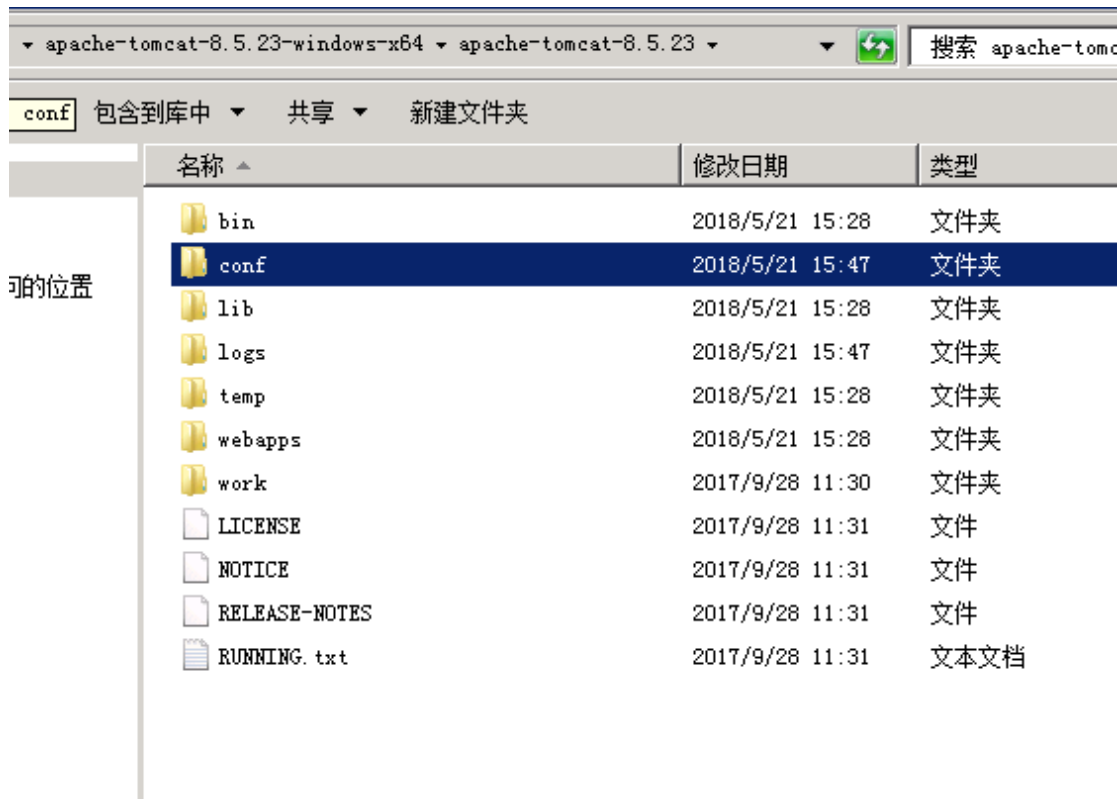 apache-tomcat-8.5.23-windows-x64 apache-tomcat-8.5.23 搜索 apache-tomc
conf 包含到库中 共享 新建文件夹
名称 修改日期 类型
bin 2018/5/21 15:28 文件夹
conf 2018/5/21 15:47 文件夹
问的位置
lib 2018/5/21 15:28 文件夹
logs 2018/5/21 15:47 文件夹
temp 2018/5/21 15:28 文件夹
webapps 2018/5/21 15:28 文件夹
work 2017/9/28 11:30 文件夹
LICENSE 2017/9/28 11:31 文件
NOTICE 2017/9/28 11:31 文件
RELEASE-NOTES 2017/9/28 11:31 文件
RUNNING.txt 2017/9/28 11:31 文本文档